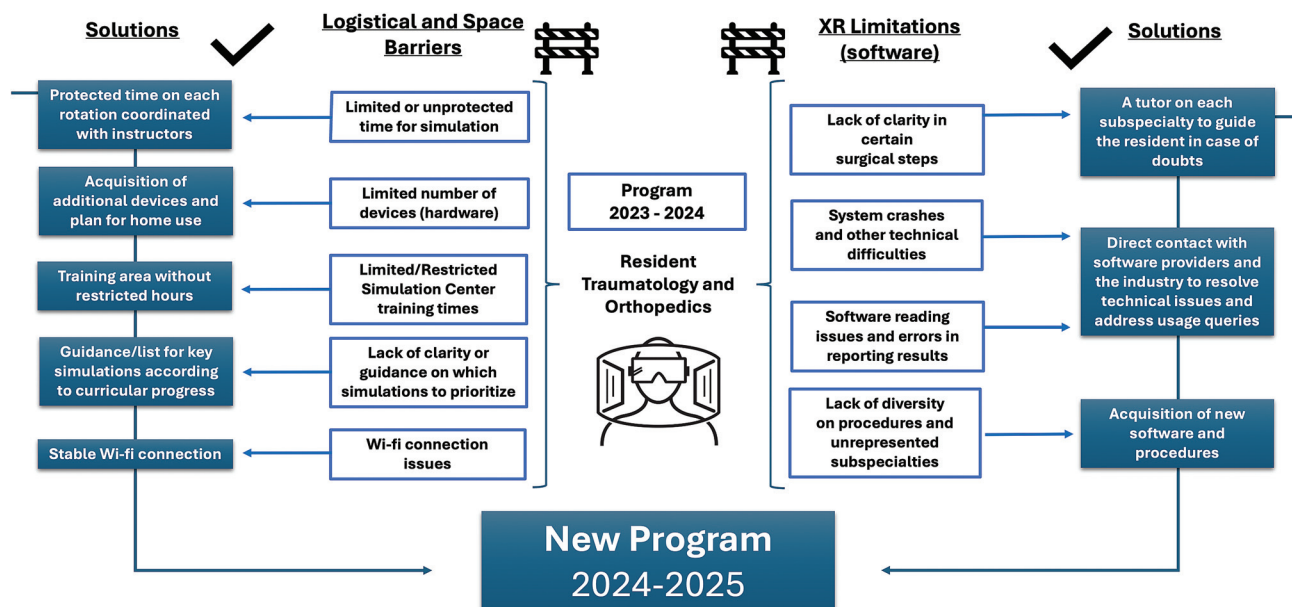 Solutions
Logistical and Space
Barriers
XR Limitations
(software)
Solutions
Protected time on each
rotation coordinated
with instructors
Limited or unprotected
time for simulation
Acquisition of
additional devices and
plan for home use
Limited number of
devices (hardware)
Training area without
restricted hours
Limited/Restricted
Simulation Center
training times
Guidance/list for key
simulations according
to curricular progress
Lack of clarity or
guidance on which
simulations to prioritize
Stable Wi-fi connection
Wi-fi connection
issues
Program
2023 - 2024
Resident
Traumatology and
Orthopedics
Lack of clarity in
certain
surgical steps
A tutor on each
subspecialty to guide
the resident in case of
doubts
System crashes
and other technical
difficulties
Direct contact with
software providers and
the industry to resolve
technical issues and
address usage queries
Software reading
issues and errors in
reporting results
Lack of diversity
on procedures and
unrepresented
subspecialties
Acquisition of new
software and
procedures
New Program
2024-2025